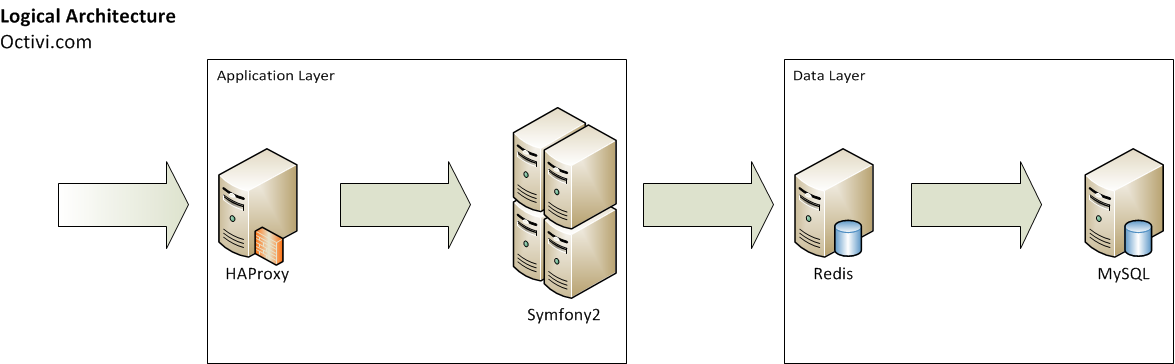 Logical Architecture
Octivi.com
Application Layer
Data Layer
HAProxy
Symfony2
Redis
MySQL